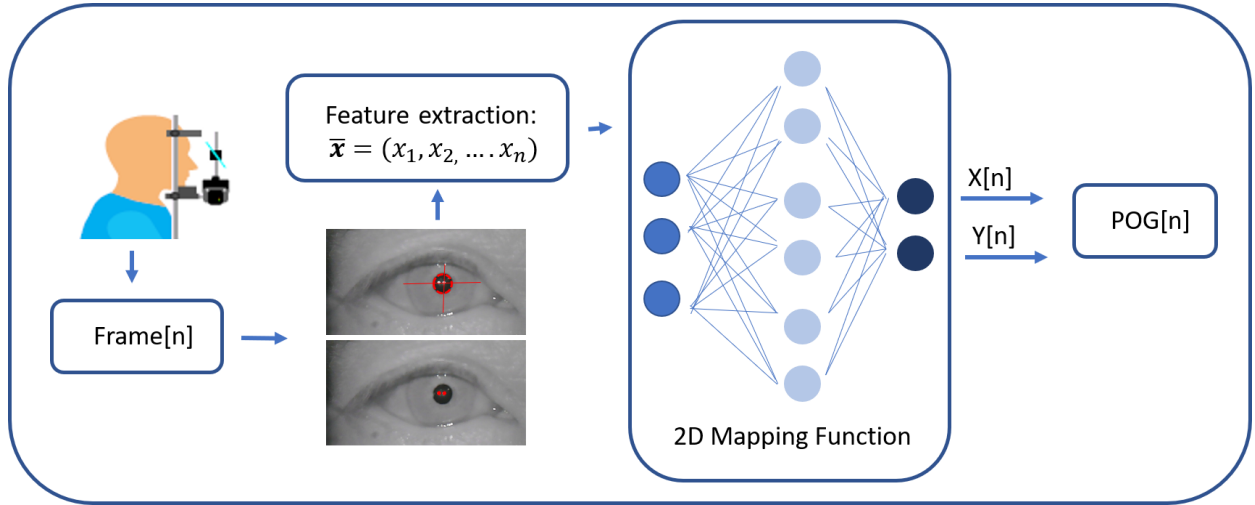 Frame[n]
Feature extraction:
x̄ = (x₁, x₂, … . xₙ)
2D Mapping Function
X[n]
Y[n]
POG[n]